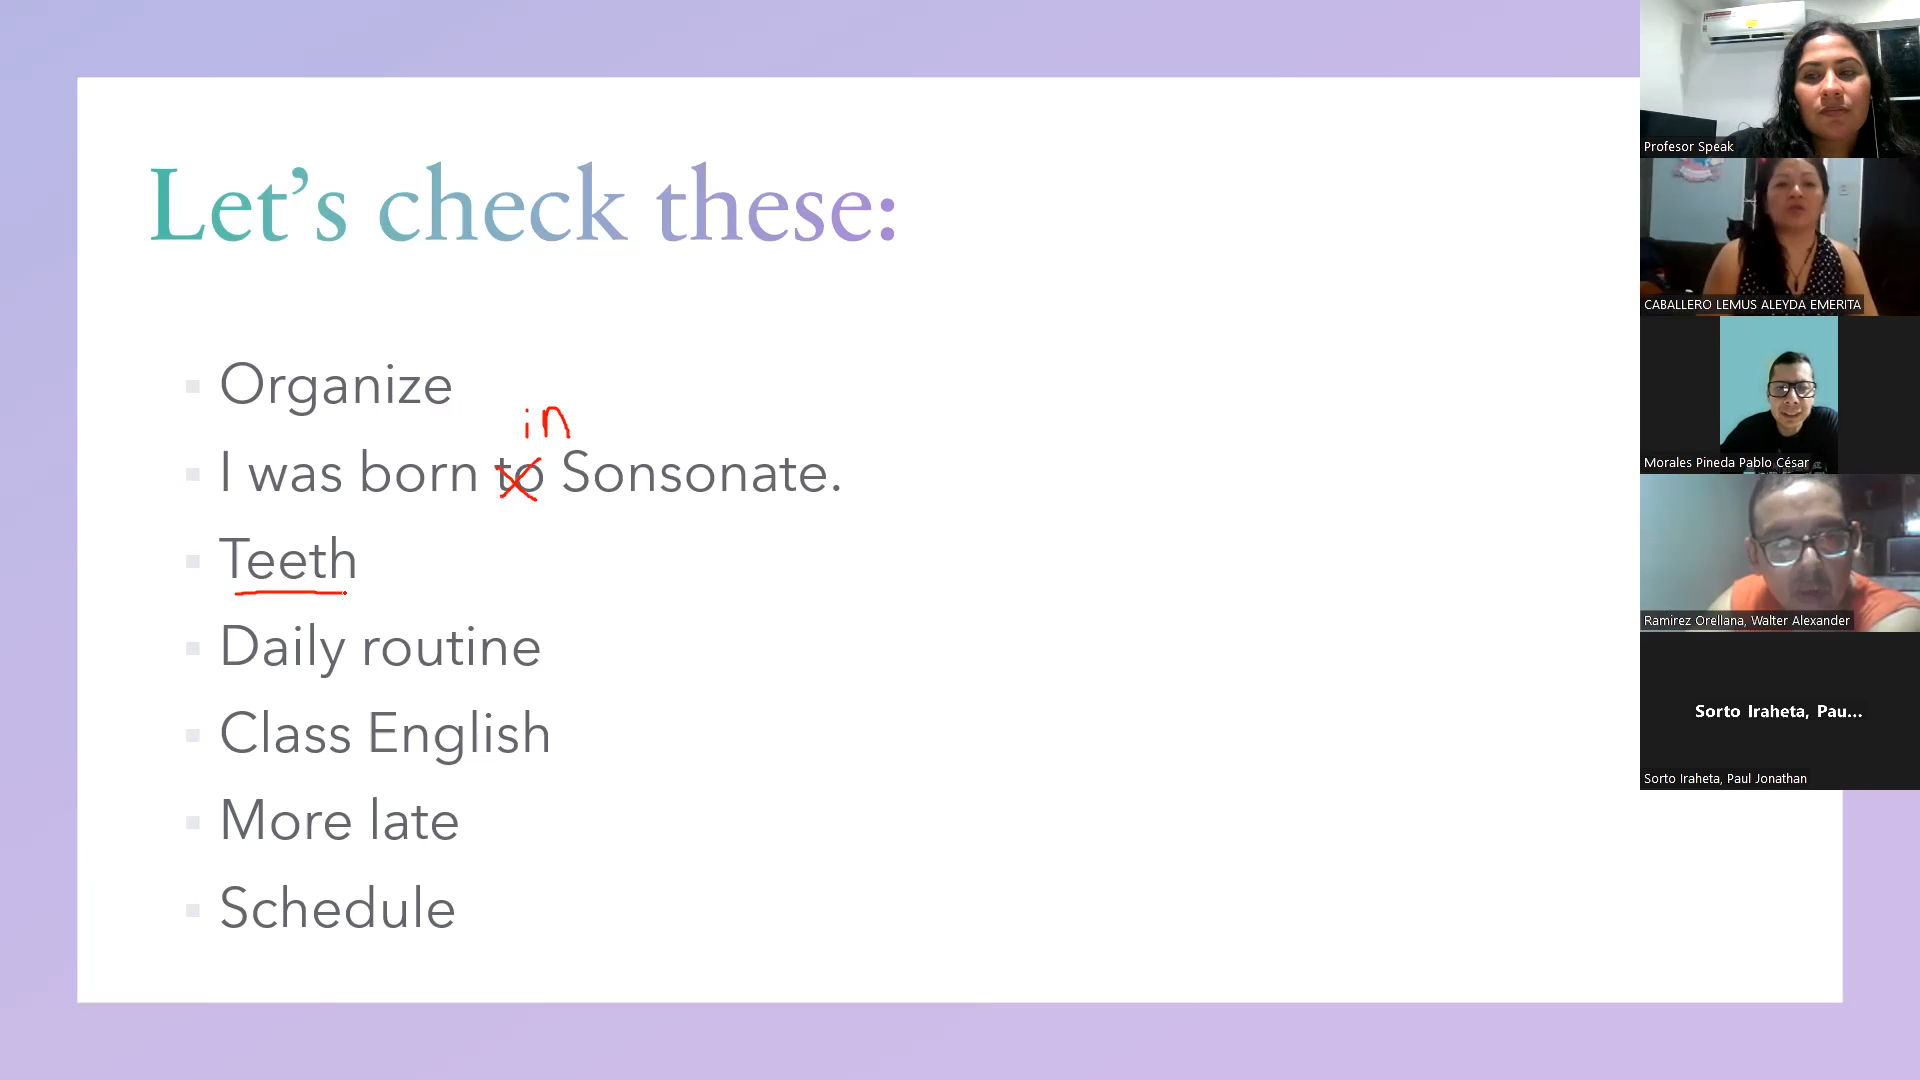 Let's check these:
Organize
in
I was born to Sonsonate.
Teeth
Daily routine
Class English
More late
Schedule
Profesor Speak
CABALLERO LEMUS ALEYDA EMERITA
Morales Pineda Pablo César
Ramirez Orellana, Walter Alexander
Sorto Iraheta, Pau...
Sorto Iraheta, Paul Jonathan